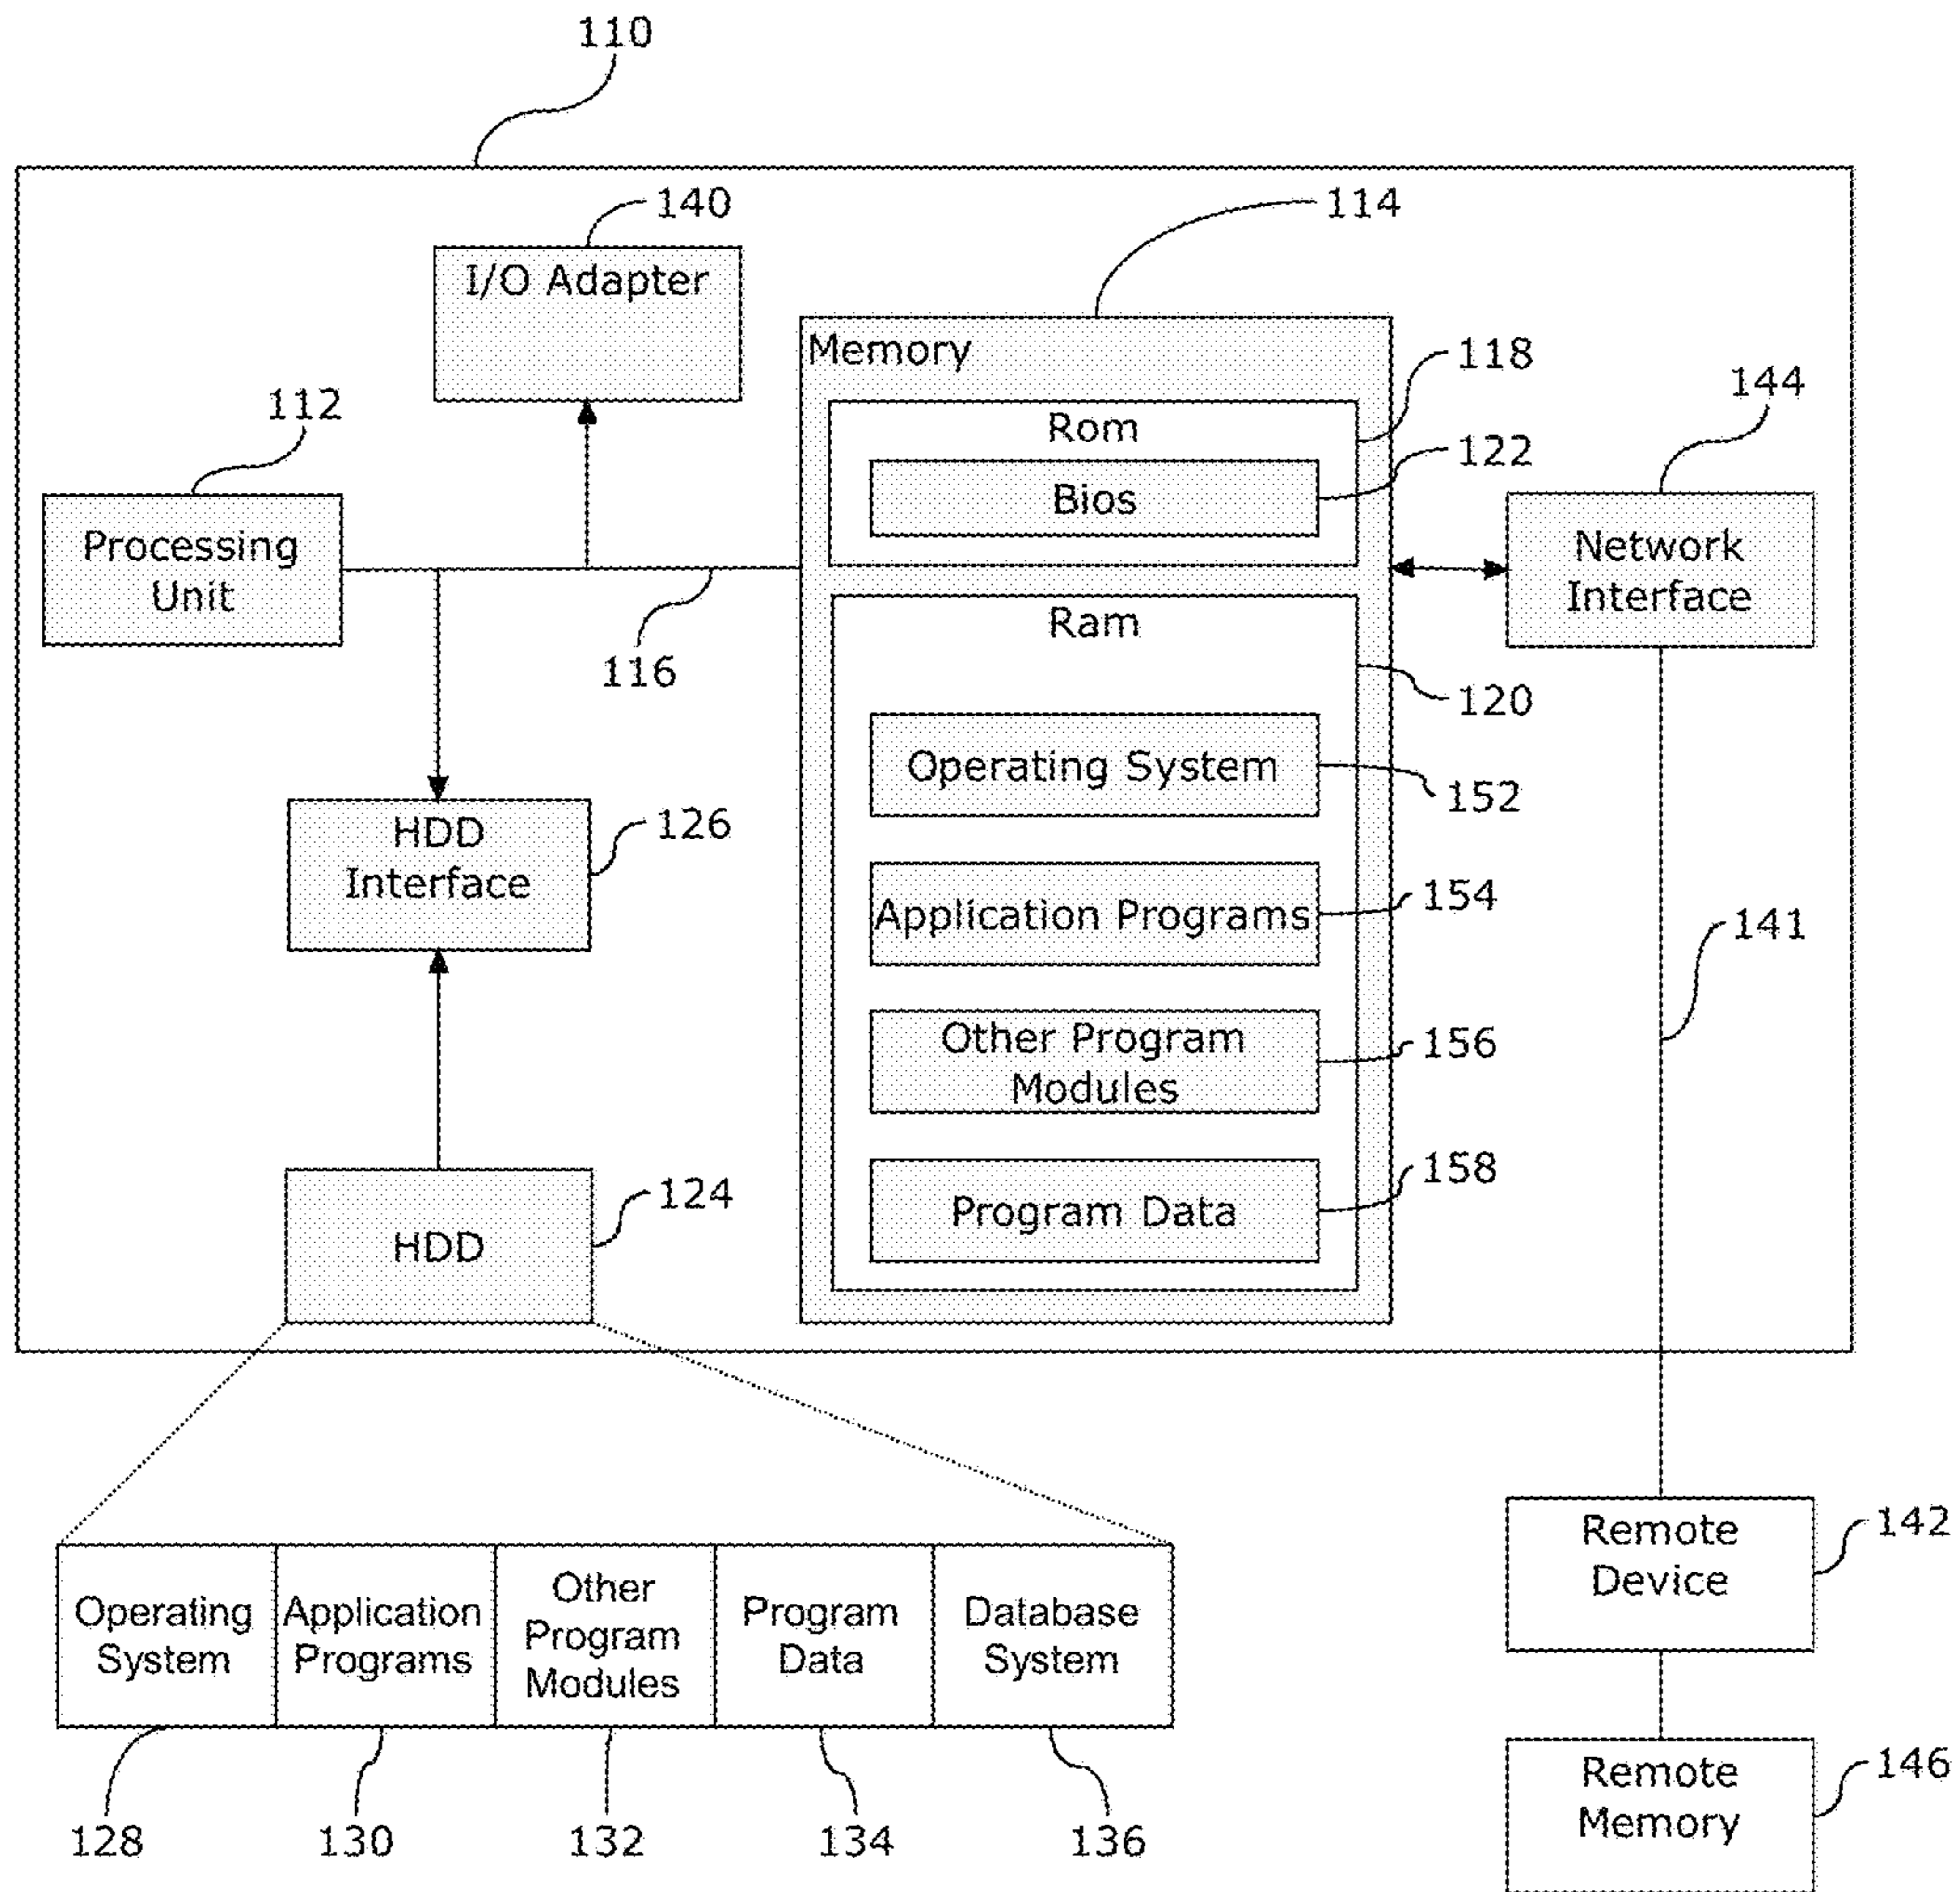 110
140
I/O Adapter
114
Memory
118
Rom
122
Bios
112
Processing
Unit
144
Network
Interface
116
Ram
120
Operating System
152
HDD
Interface
126
Application Programs
154
141
Other Program
Modules
156
Program Data
158
HDD
124
Operating
System
Application
Programs
Other
Program
Modules
Program
Data
Database
System
128
130
132
134
136
Remote
Device
142
Remote
Memory
146